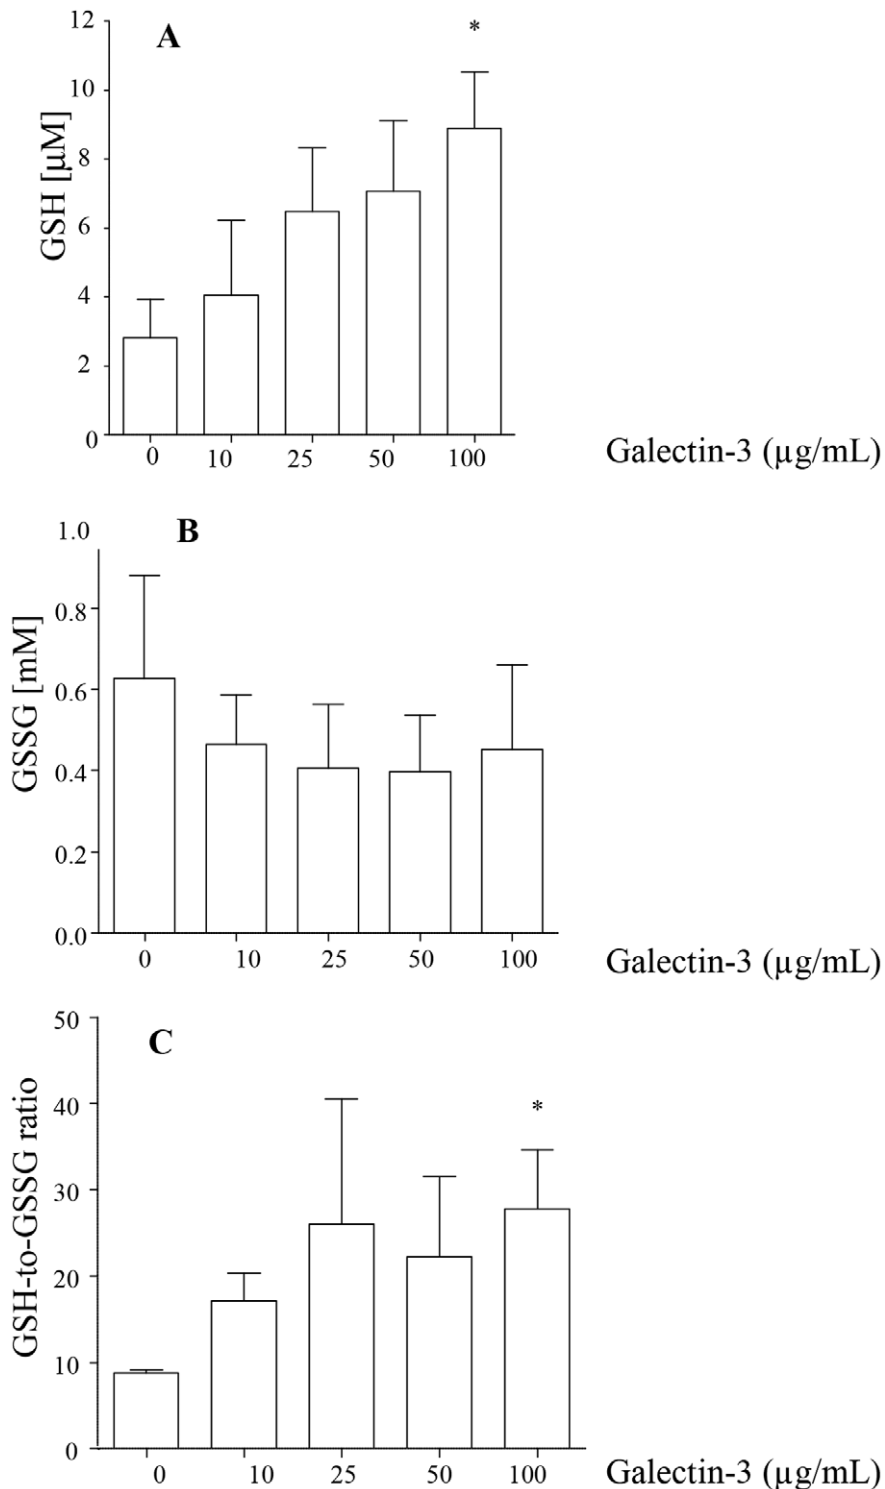 A
GSH [µM]
12
10
8
6
4
2
0
*
0 10 25 50 100
Galectin-3 (µg/mL)
B
GSSG [mM]
1.0
0.8
0.6
0.4
0.2
0.0
0 10 25 50 100
Galectin-3 (µg/mL)
C
GSH-to-GSSG ratio
50
40
30
20
10
0
*
0 10 25 50 100
Galectin-3 (µg/mL)